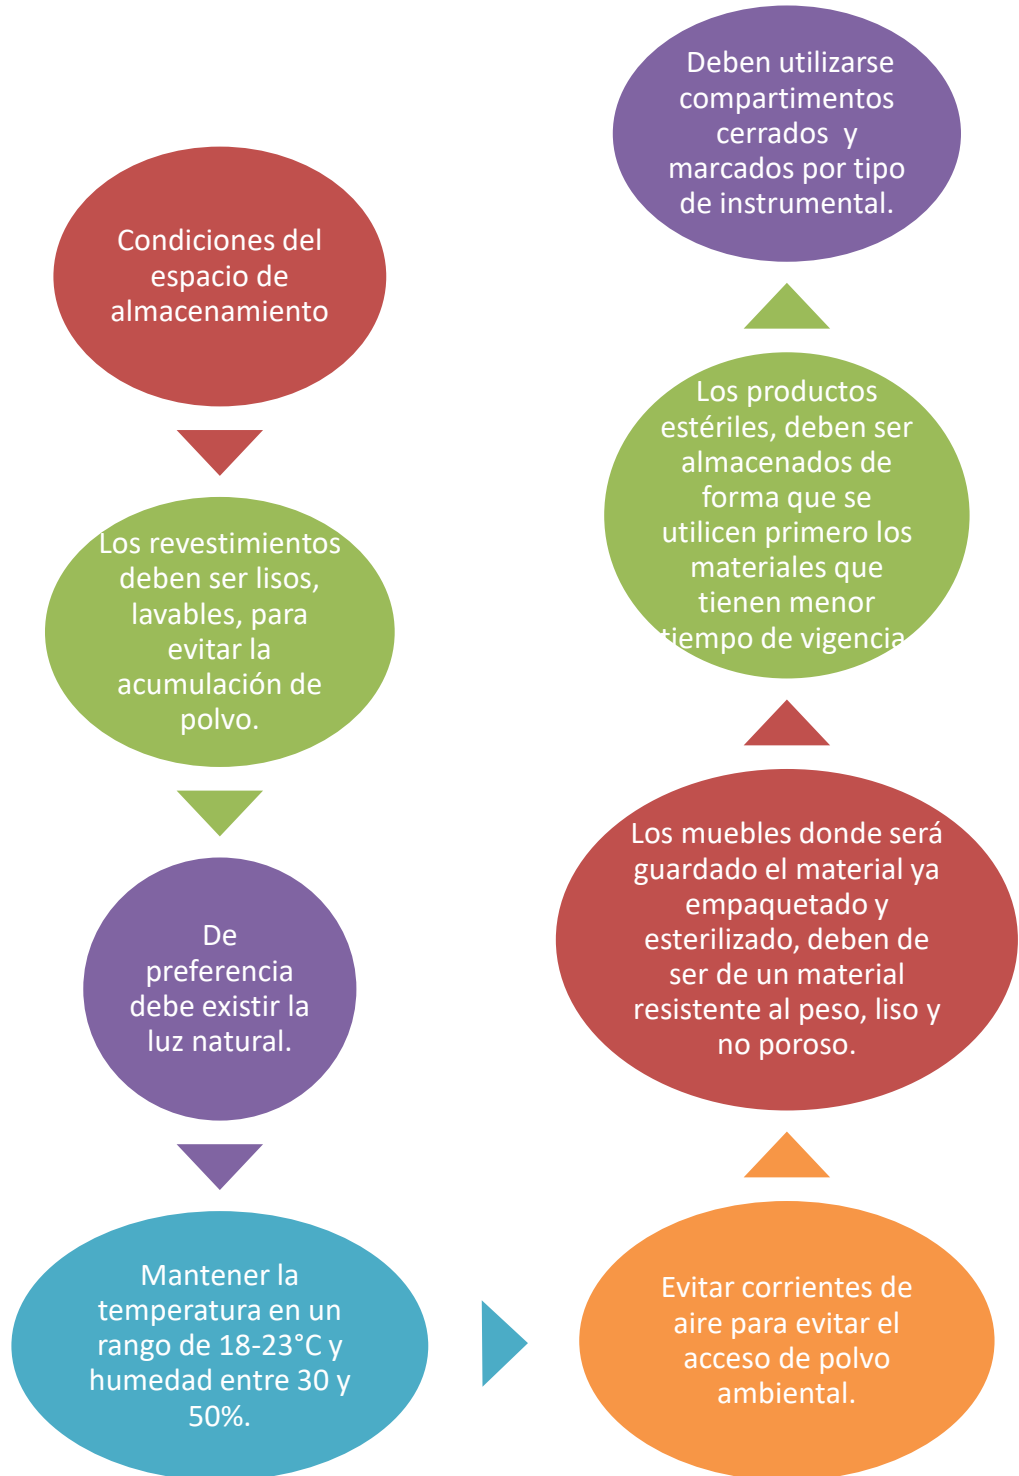 Condiciones del
espacio de
almacenamiento
Los revestimientos
deben ser lisos,
lavables, para
evitar la
acumulación de
polvo.
De
preferencia
debe existir la
luz natural.
Mantener la
temperatura en un
rango de 18-23°C y
humedad entre 30 y
50%.
Evitar corrientes de
aire para evitar el
acceso de polvo
ambiental.
Los muebles donde será
guardado el material ya
empaquetado y
esterilizado, deben de
ser de un material
resistente al peso, liso y
no poroso.
Los productos
estériles, deben ser
almacenados de
forma que se
utilicen primero los
materiales que
tienen menor
tiempo de vigencia
Deben utilizarse
compartimentos
cerrados y
marcados por tipo
de instrumental.